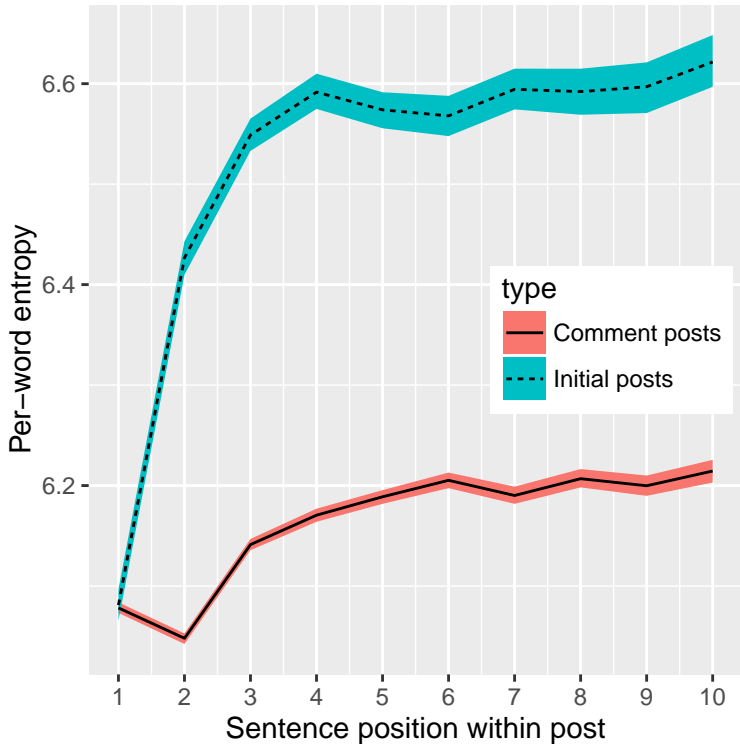 6.6
6.4
6.2
Per−word entropy
type
Comment posts
Initial posts
1 2 3 4 5 6 7 8 9 10
Sentence position within post